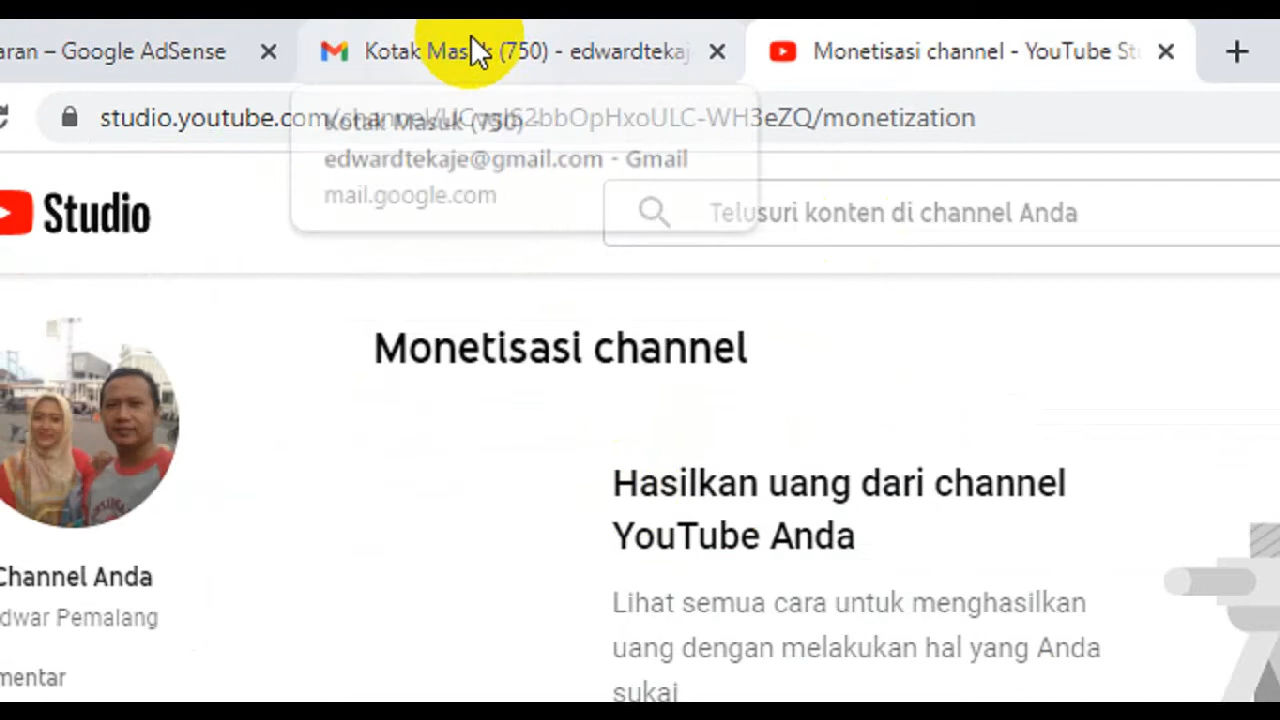 aran – Google AdSense
Kotak Masuk (750) - edwardtekaj
Monetisasi channel - YouTube St
studio.youtube.com/channel/
bbOpHxoULC-WH3eZQ/monetization
Kotak Masuk (750) -
edwardtekaje@gmail.com - Gmail
mail.google.com
Studio
Telusuri konten di channel Anda
Monetisasi channel
Hasilkan uang dari channel
YouTube Anda
Channel Anda
dwar Pemalang
Lihat semua cara untuk menghasilkan
uang dengan melakukan hal yang Anda
sukai
mentar